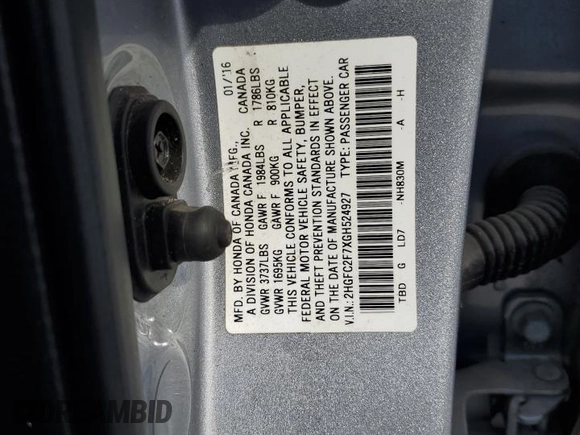 MFD. BY HONDA OF CANADA MFG., 01/'16
A DIVISION OF HONDA CANADA INC. CANADA
GVWR 3737LBS GAWR F 1984LBS R 1786LBS
GVWR 1695KG GAWR F 900KG R 810KG
THIS VEHICLE CONFORMS TO ALL APPLICABLE
FEDERAL MOTOR VEHICLE SAFETY, BUMPER,
AND THEFT PREVENTION STANDARDS IN EFFECT
ON THE DATE OF MANUFACTURE SHOWN ABOVE.
V.I.N.: 2HGFC2F7XGH524927 TYPE: PASSENGER CAR
TBD G LD7 -NH830M -A -H
STOPCAMBID